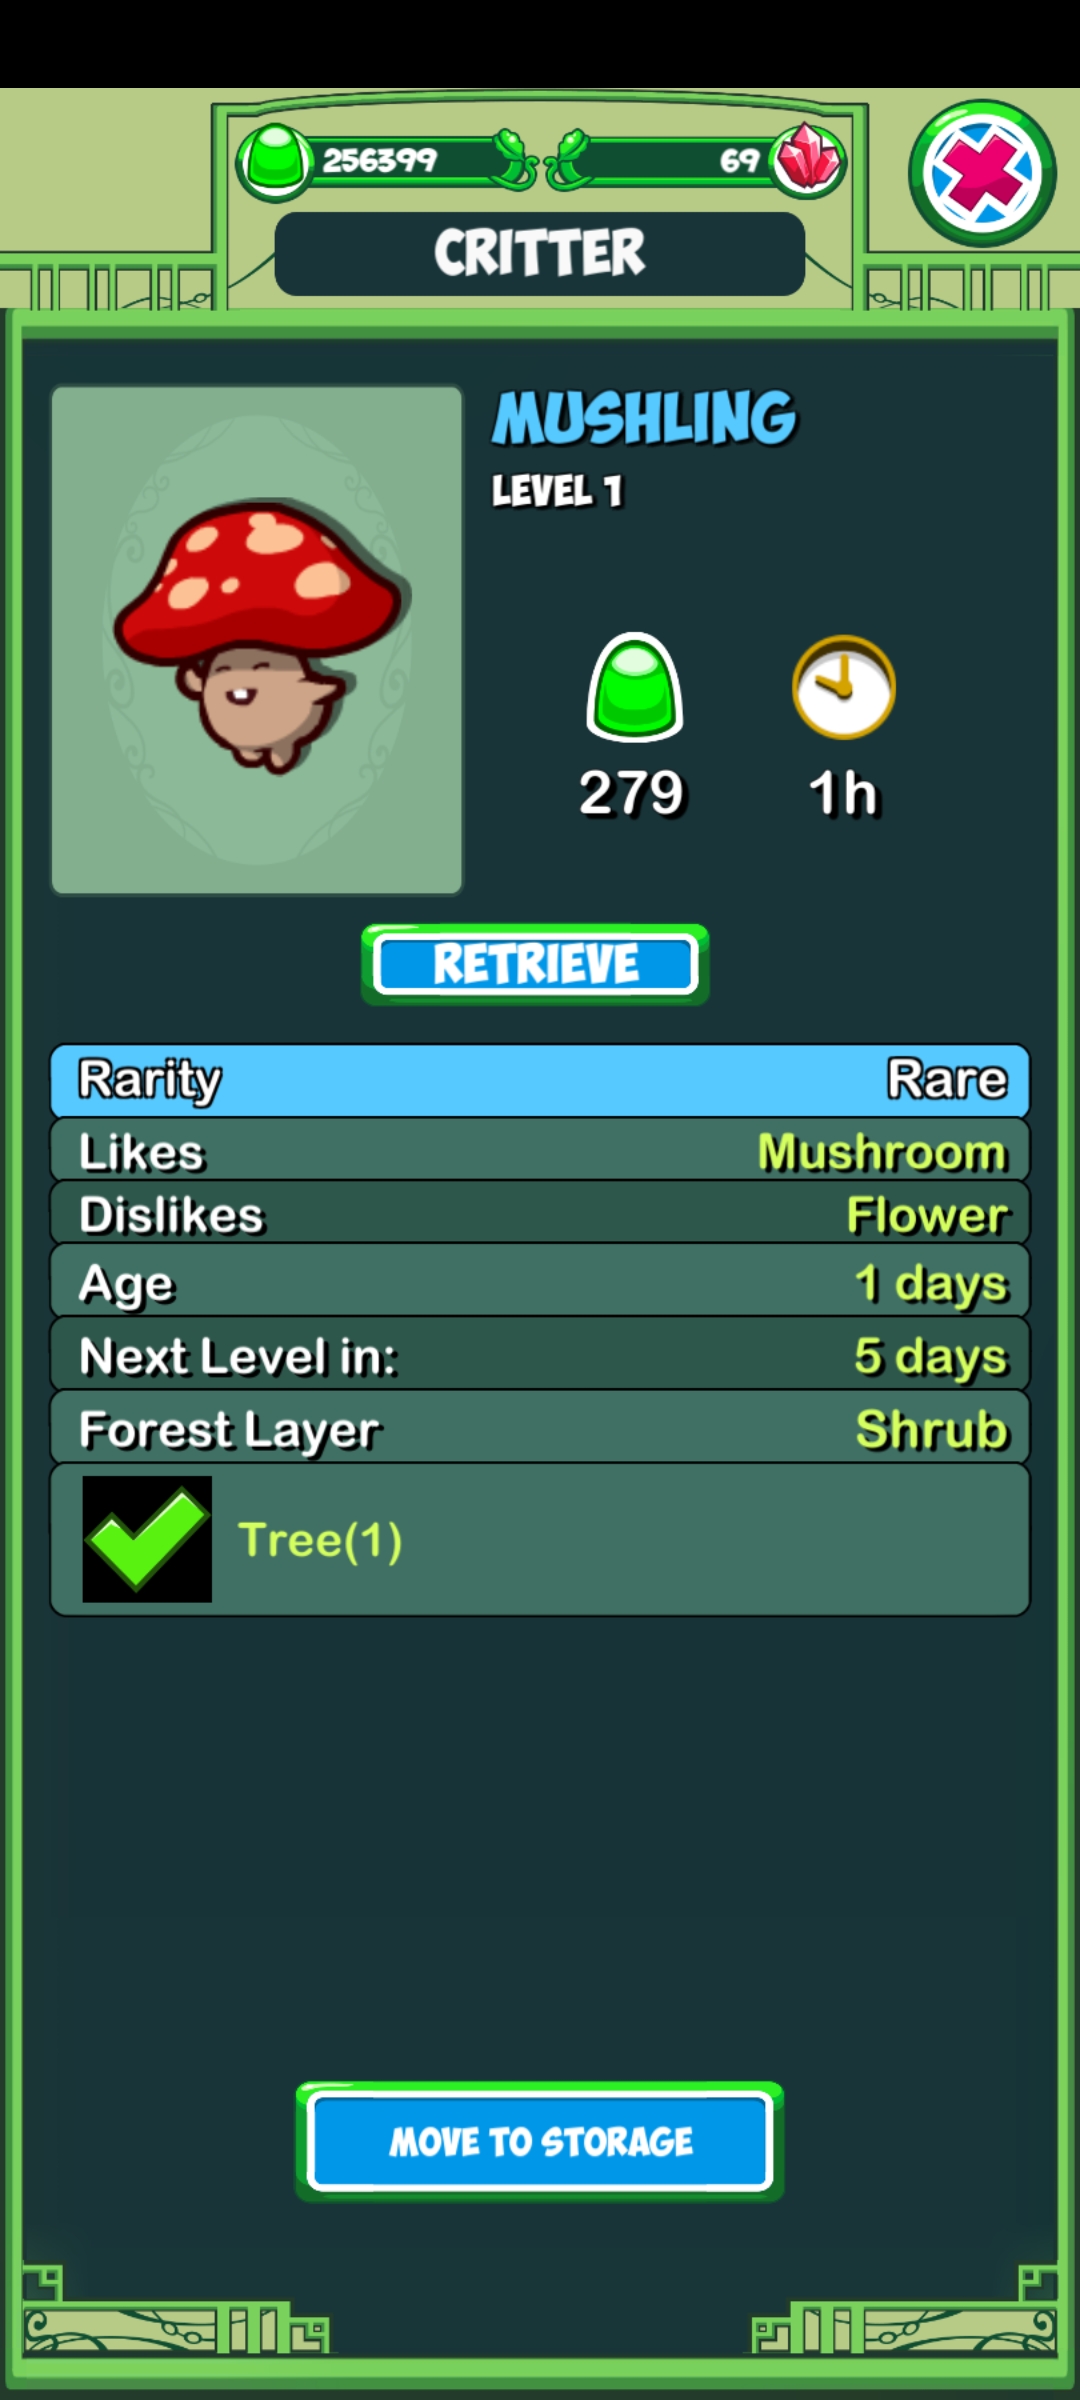 256399
69
CRITTER
MUSHLING
LEVEL 1
279
1h
RETRIEVE
Rarity Rare
Likes Mushroom
Dislikes Flower
Age 1 days
Next Level in: 5 days
Forest Layer Shrub
Tree(1)
MOVE TO STORAGE